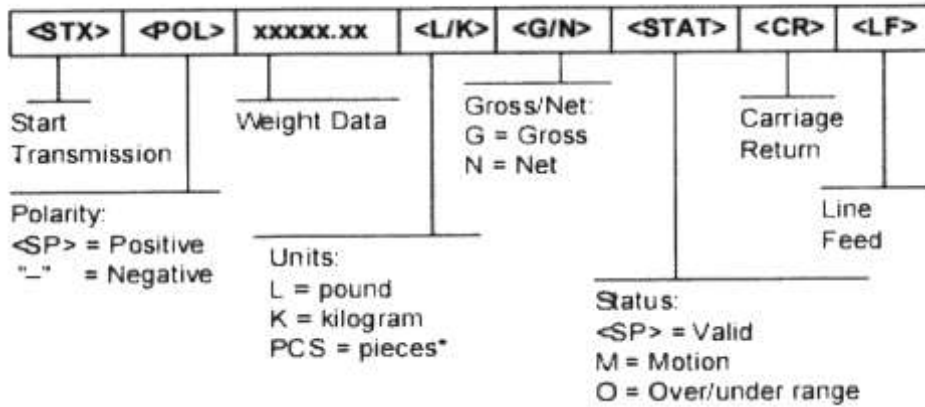 <STX> <POL> xxxxx.xx <L/K> <G/N> <STAT> <CR> <LF>
Start
Transmission
Weight Data
Gross/Net:
G = Gross
N = Net
Carriage
Return
Polarity:
<SP> = Positive
"–" = Negative
Line
Feed
Units:
L = pound
K = kilogram
PCS = pieces*
Status:
<SP> = Valid
M = Motion
O = Over/under range